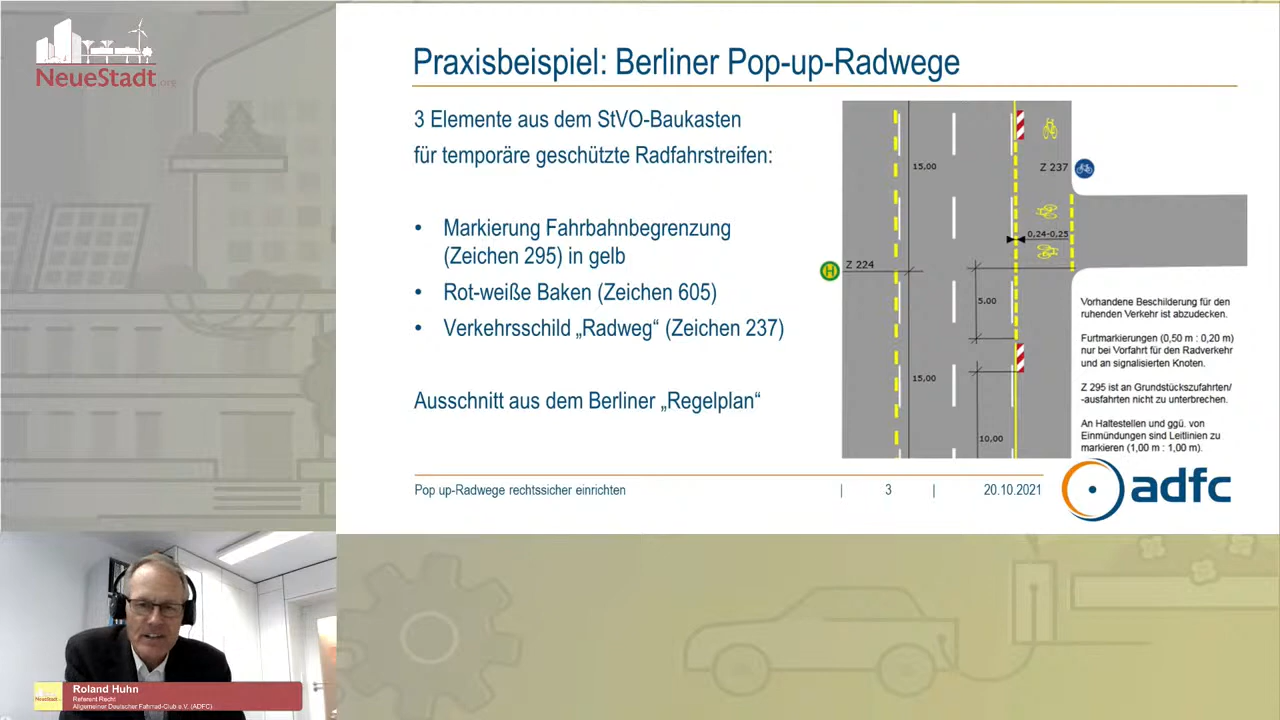 NeueStadt.org
Praxisbeispiel: Berliner Pop-up-Radwege
3 Elemente aus dem StVO-Baukasten
für temporäre geschützte Radfahrstreifen:
• Markierung Fahrbahnbegrenzung
(Zeichen 295) in gelb
• Rot-weiße Baken (Zeichen 605)
• Verkehrsschild „Radweg“ (Zeichen 237)
Ausschnitt aus dem Berliner „Regelplan“
15,00
Z 237
0,24-0,25
H
Z 224
5.00
15,00
10,00
Vorhandene Beschilderung für den
ruhenden Verkehr ist abzudecken.
Furtmarkierungen (0,50 m : 0,20 m)
nur bei Vorfahrt für den Radverkehr
und an signalisierten Knoten.
Z 295 ist an Grundstückszufahrten/
-ausfahrten nicht zu unterbrechen.
An Haltestellen und ggü. von
Einmündungen sind Leitlinien zu
markieren (1,00 m : 1,00 m).
Pop up-Radwege rechtssicher einrichten | 3 | 20.10.2021
adfc
NeueStadt
Roland Huhn
Referent Recht
Allgemeiner Deutscher Fahrrad-Club e.V. (ADFC)